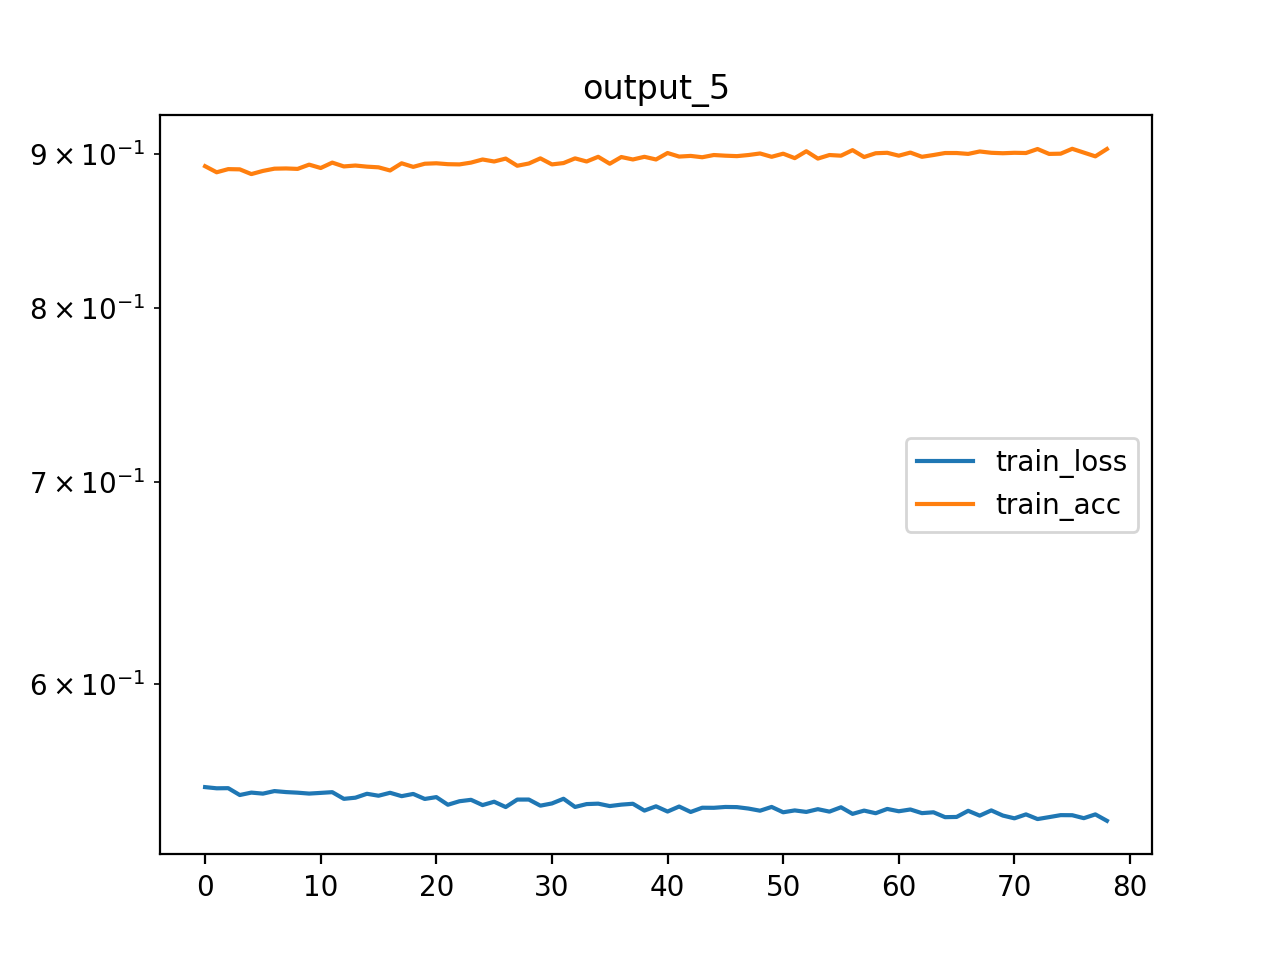 output_5
9 × 10⁻¹
8 × 10⁻¹
7 × 10⁻¹
6 × 10⁻¹
train_loss
train_acc
0 10 20 30 40 50 60 70 80